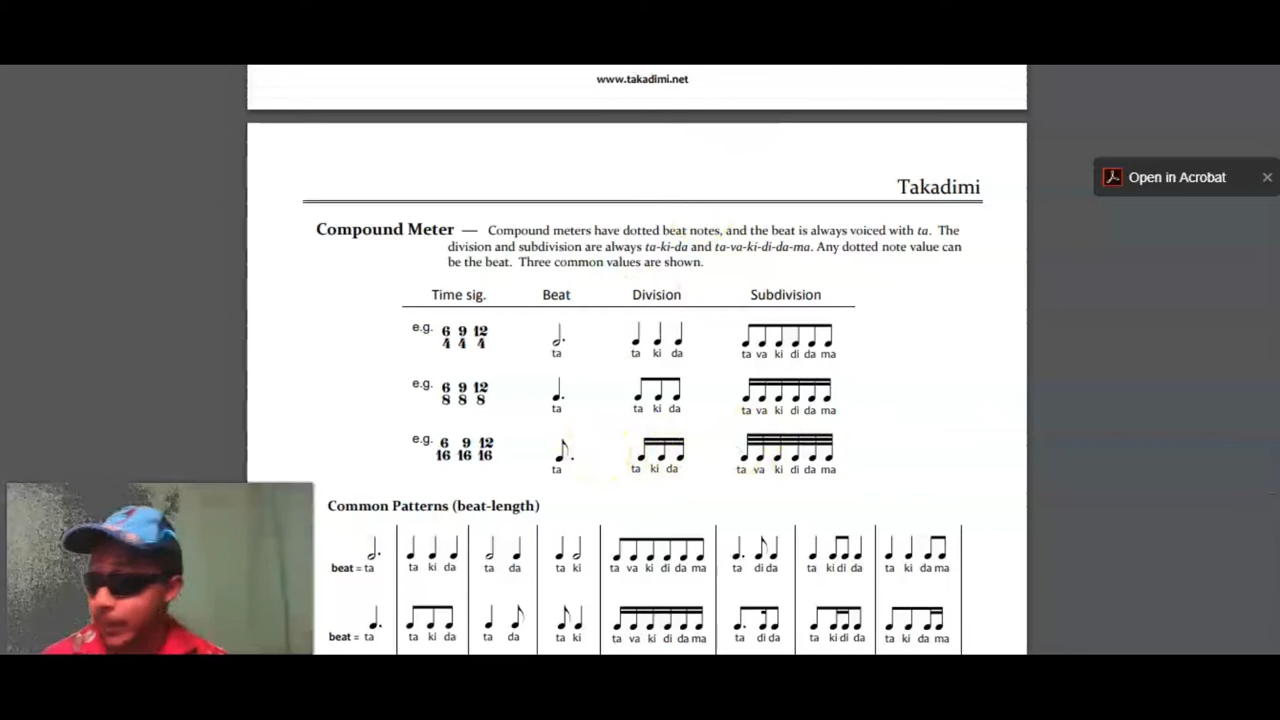 www.takadimi.net
Takadimi
Open in Acrobat
Compound Meter — Compound meters have dotted beat notes, and the beat is always voiced with ta. The
division and subdivision are always ta-ki-da and ta-va-ki-di-da-ma. Any dotted note value can
be the beat. Three common values are shown.
Time sig. Beat Division Subdivision
e.g. 6 9 12
4 4 4
ta ta ki da ta va ki di da ma
e.g. 6 9 12
8 8 8
ta ta ki da ta va ki di da ma
e.g. 6 9 12
16 16 16
ta ta ki da ta va ki di da ma
Common Patterns (beat-length)
beat = ta ta ki da ta da ta ki ta va ki di da ma ta di da ta ki di da ta ki da ma
beat = ta ta ki da ta da ta ki ta va ki di da ma ta di da ta ki di da ta ki da ma